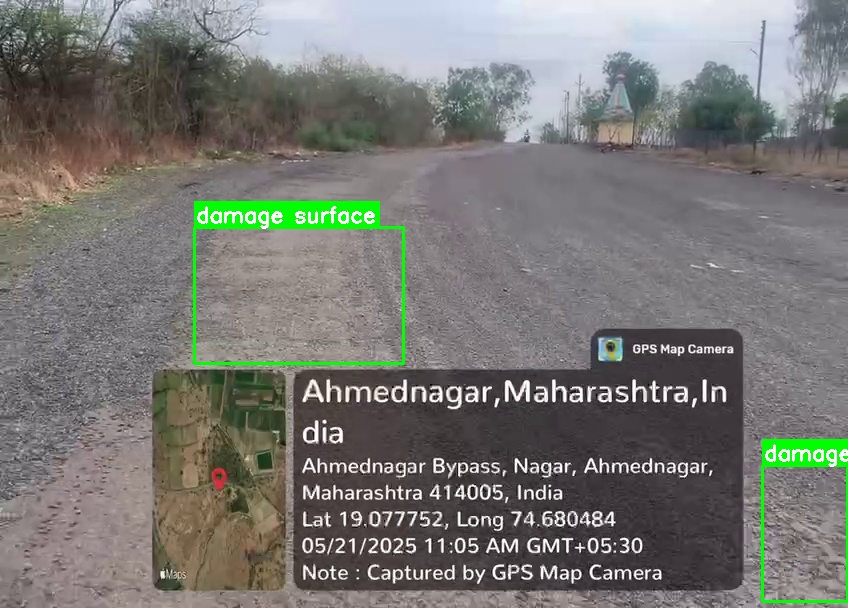 damage surface
GPS Map Camera
Ahmednagar,Maharashtra,In
dia
Ahmednagar Bypass, Nagar, Ahmednagar,
Maharashtra 414005, India
Lat 19.077752, Long 74.680484
05/21/2025 11:05 AM GMT+05:30
Note : Captured by GPS Map Camera
damage
Maps